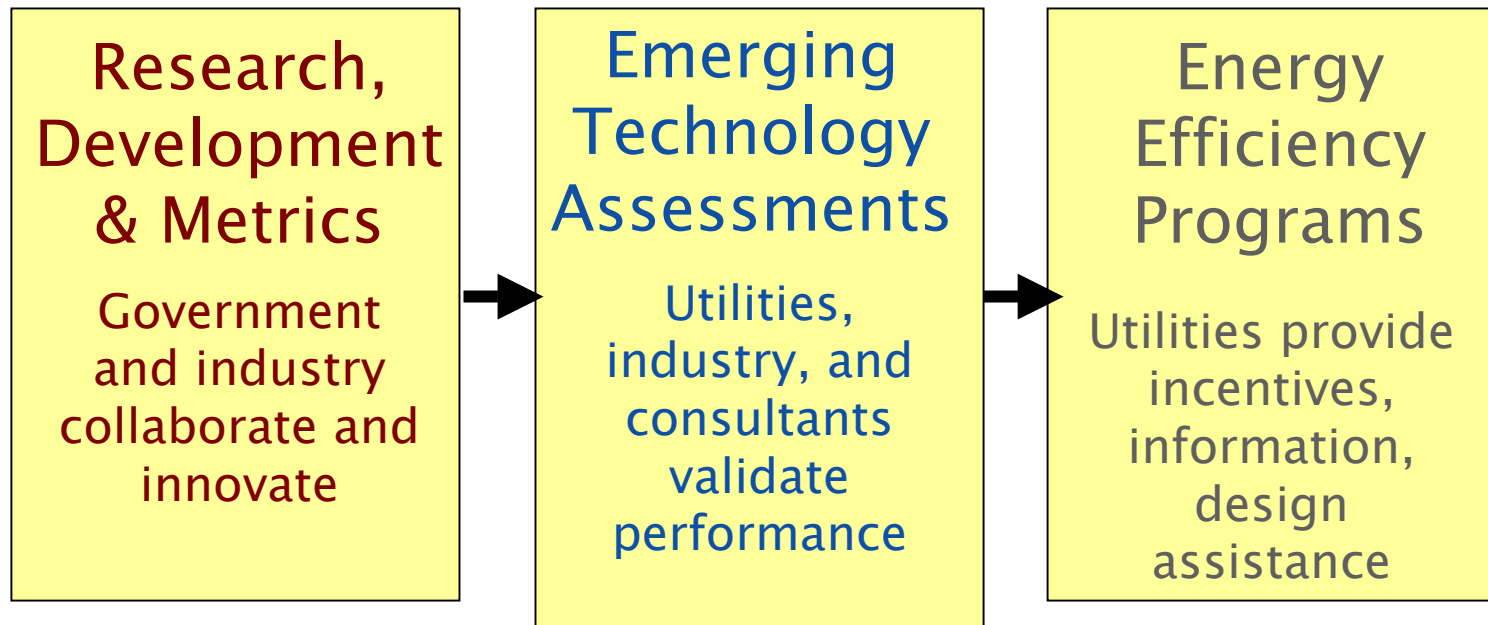 Research,
Development
& Metrics
Government
and industry
collaborate and
innovate
Emerging
Technology
Assessments
Utilities,
industry, and
consultants
validate
performance
Energy
Efficiency
Programs
Utilities provide
incentives,
information,
design
assistance